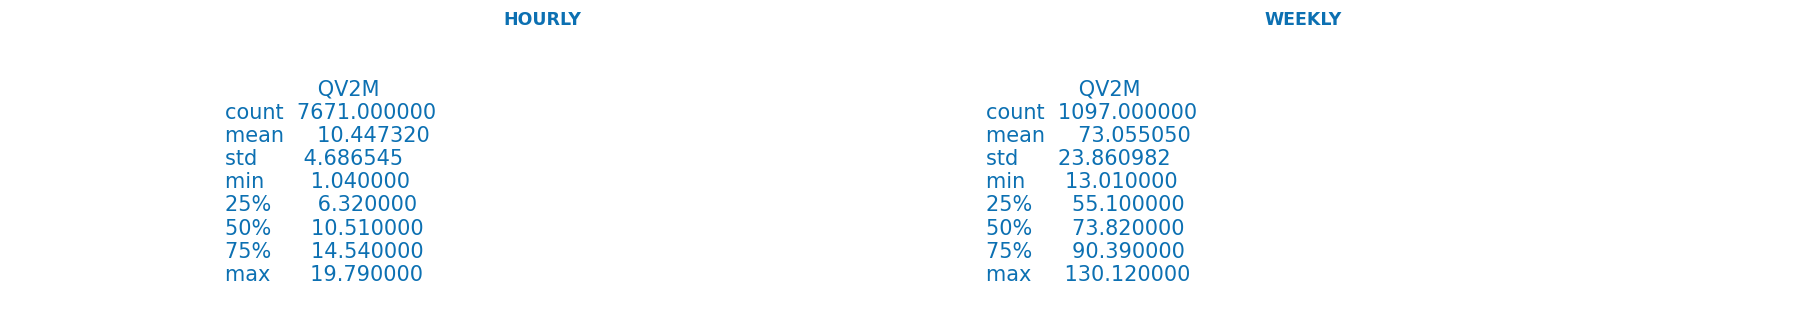 HOURLY
QV2M
count 7671.000000
mean 10.447320
std 4.686545
min 1.040000
25% 6.320000
50% 10.510000
75% 14.540000
max 19.790000
WEEKLY
QV2M
count 1097.000000
mean 73.055050
std 23.860982
min 13.010000
25% 55.100000
50% 73.820000
75% 90.390000
max 130.120000